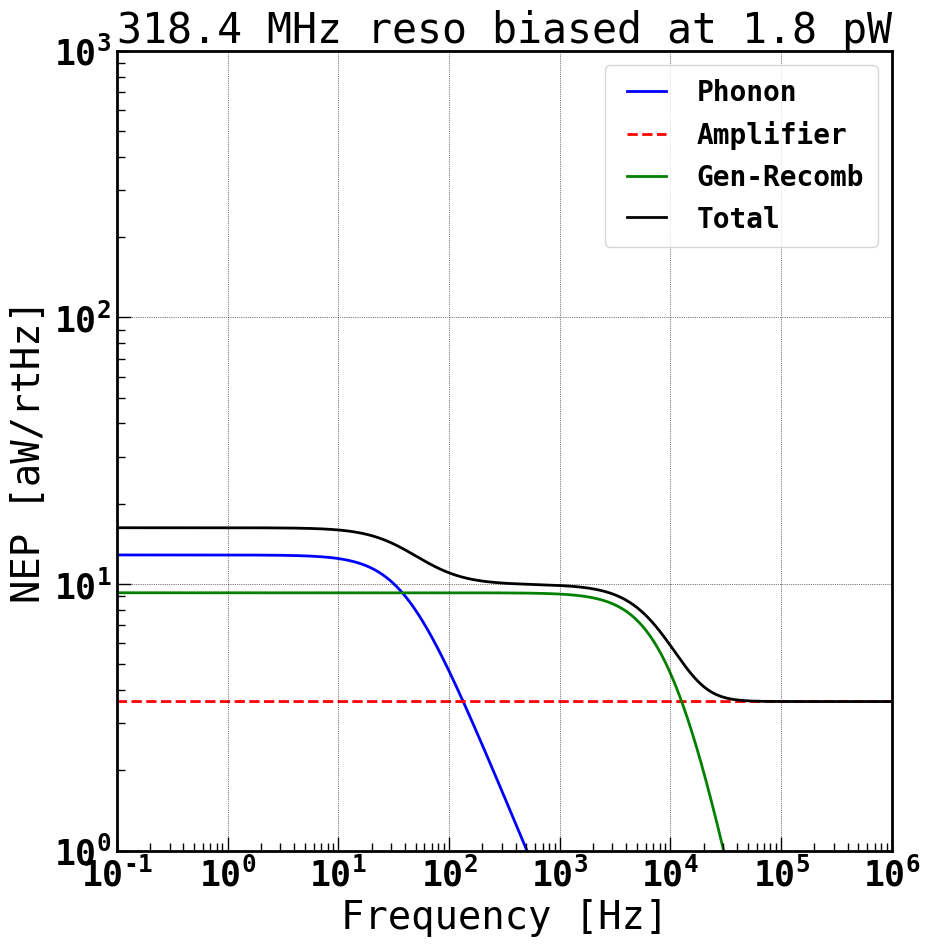 318.4 MHz reso biased at 1.8 pW
10³
Phonon
Amplifier
Gen-Recomb
Total
10²
NEP [aW/rtHz]
10¹
10⁰
10⁻¹ 10⁰ 10¹ 10² 10³ 10⁴ 10⁵ 10⁶
Frequency [Hz]